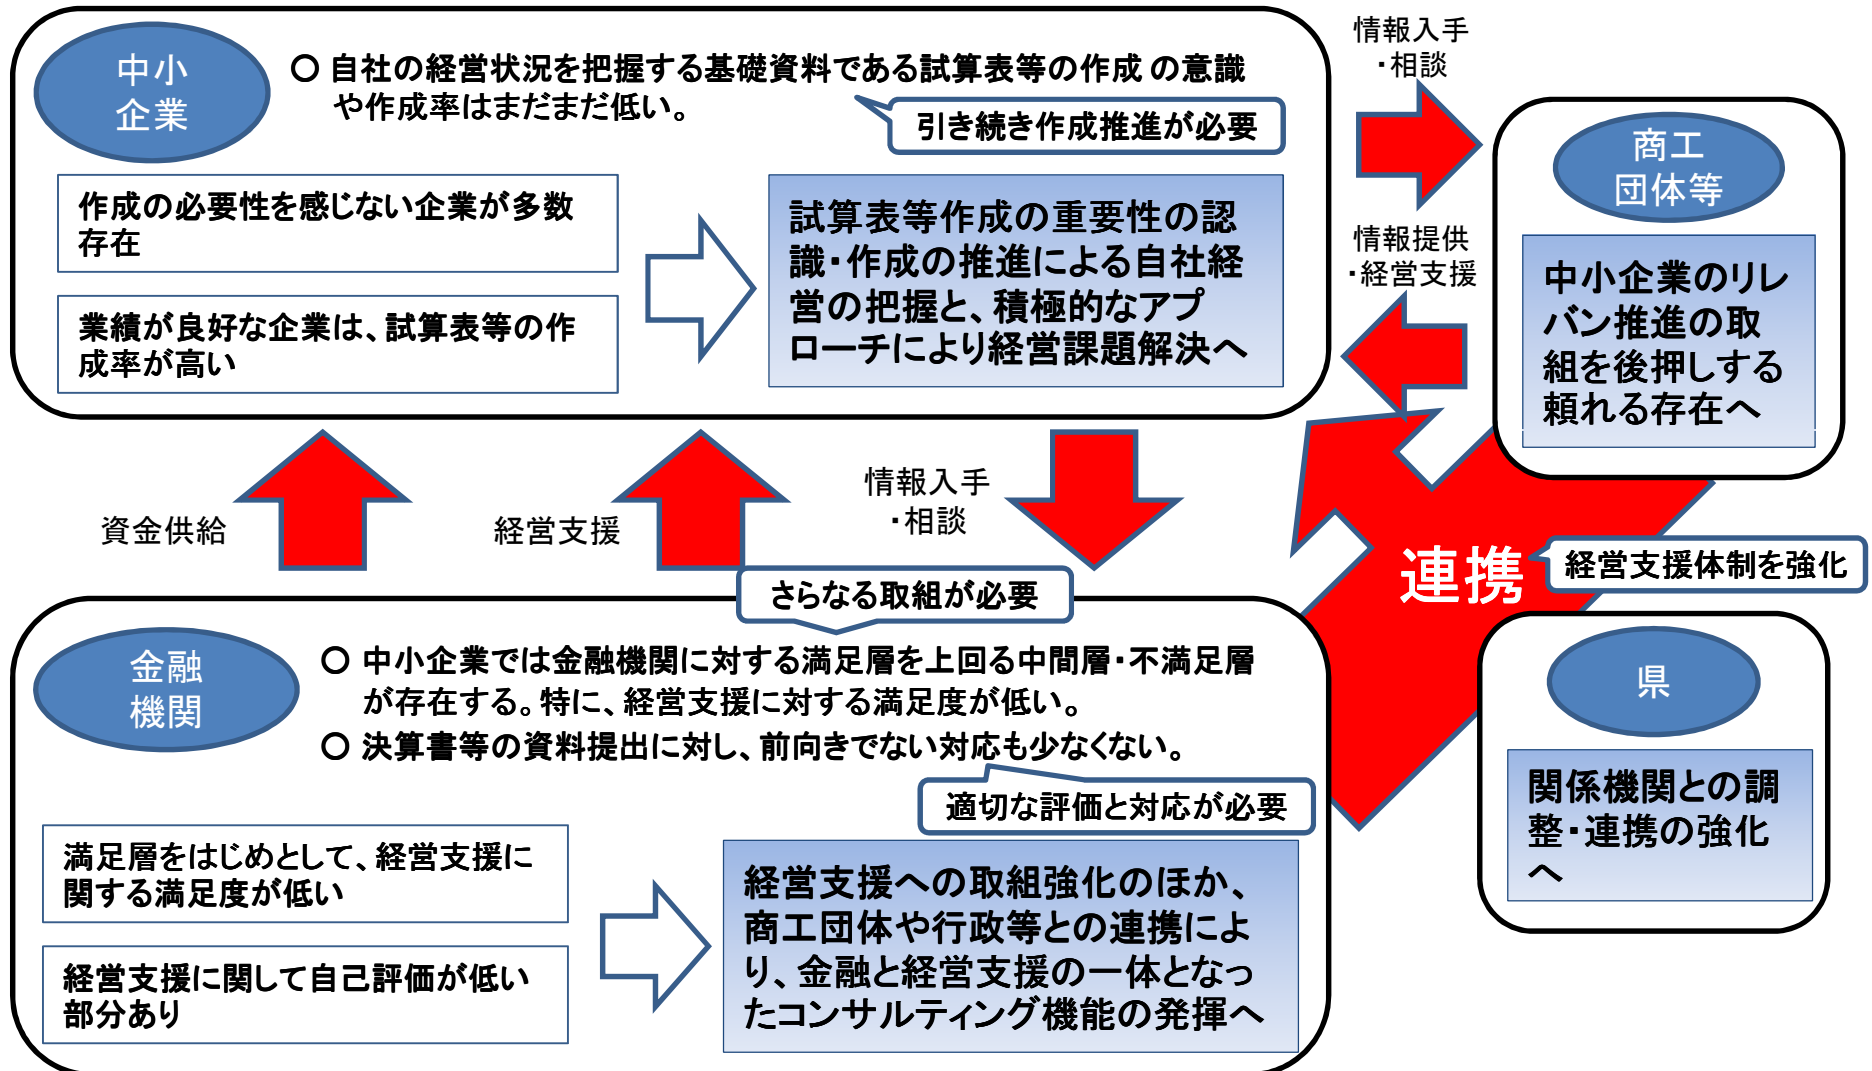 中小
企業
○ 自社の経営状況を把握する基礎資料である試算表等の作成の意識
や作成率はまだまだ低い。
引き続き作成推進が必要
作成の必要性を感じない企業が多数
存在
業績が良好な企業は、試算表等の作
成率が高い
試算表等作成の重要性の認
識・作成の推進による自社経
営の把握と、積極的なアプ
ローチにより経営課題解決へ
情報入手
・相談
情報提供
・経営支援
商工
団体等
中小企業のリレ
バン推進の取
組を後押しする
頼れる存在へ
資金供給
経営支援
情報入手
・相談
連携
経営支援体制を強化
さらなる取組が必要
金融
機関
○ 中小企業では金融機関に対する満足層を上回る中間層・不満足層
が存在する。特に、経営支援に対する満足度が低い。
○ 決算書等の資料提出に対し、前向きでない対応も少なくない。
適切な評価と対応が必要
満足層をはじめとして、経営支援に
関する満足度が低い
経営支援に関して自己評価が低い
部分あり
経営支援への取組強化のほか、
商工団体や行政等との連携によ
り、金融と経営支援の一体となっ
たコンサルティング機能の発揮へ
県
関係機関との調
整・連携の強化
へ